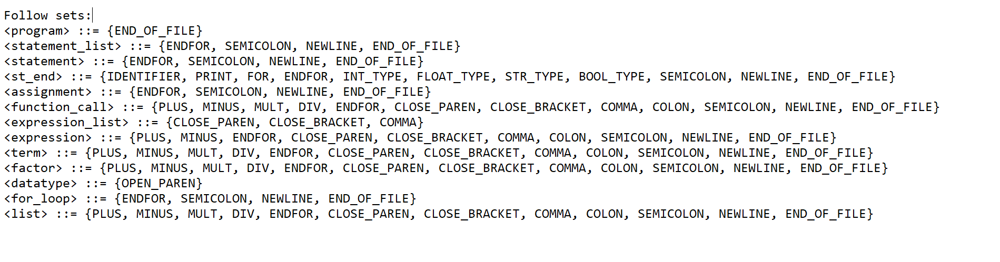 Follow sets:
<program> ::= {END_OF_FILE}
<statement_list> ::= {ENDFOR, SEMICOLON, NEWLINE, END_OF_FILE}
<statement> ::= {ENDFOR, SEMICOLON, NEWLINE, END_OF_FILE}
<st_end> ::= {IDENTIFIER, PRINT, FOR, ENDFOR, INT_TYPE, FLOAT_TYPE, STR_TYPE, BOOL_TYPE, SEMICOLON, NEWLINE, END_OF_FILE}
<assignment> ::= {ENDFOR, SEMICOLON, NEWLINE, END_OF_FILE}
<function_call> ::= {PLUS, MINUS, MULT, DIV, ENDFOR, CLOSE_PAREN, CLOSE_BRACKET, COMMA, COLON, SEMICOLON, NEWLINE, END_OF_FILE}
<expression_list> ::= {CLOSE_PAREN, CLOSE_BRACKET, COMMA}
<expression> ::= {PLUS, MINUS, ENDFOR, CLOSE_PAREN, CLOSE_BRACKET, COMMA, COLON, SEMICOLON, NEWLINE, END_OF_FILE}
<term> ::= {PLUS, MINUS, MULT, DIV, ENDFOR, CLOSE_PAREN, CLOSE_BRACKET, COMMA, COLON, SEMICOLON, NEWLINE, END_OF_FILE}
<factor> ::= {PLUS, MINUS, MULT, DIV, ENDFOR, CLOSE_PAREN, CLOSE_BRACKET, COMMA, COLON, SEMICOLON, NEWLINE, END_OF_FILE}
<datatype> ::= {OPEN_PAREN}
<for_loop> ::= {ENDFOR, SEMICOLON, NEWLINE, END_OF_FILE}
<list> ::= {PLUS, MINUS, MULT, DIV, ENDFOR, CLOSE_PAREN, CLOSE_BRACKET, COMMA, COLON, SEMICOLON, NEWLINE, END_OF_FILE}